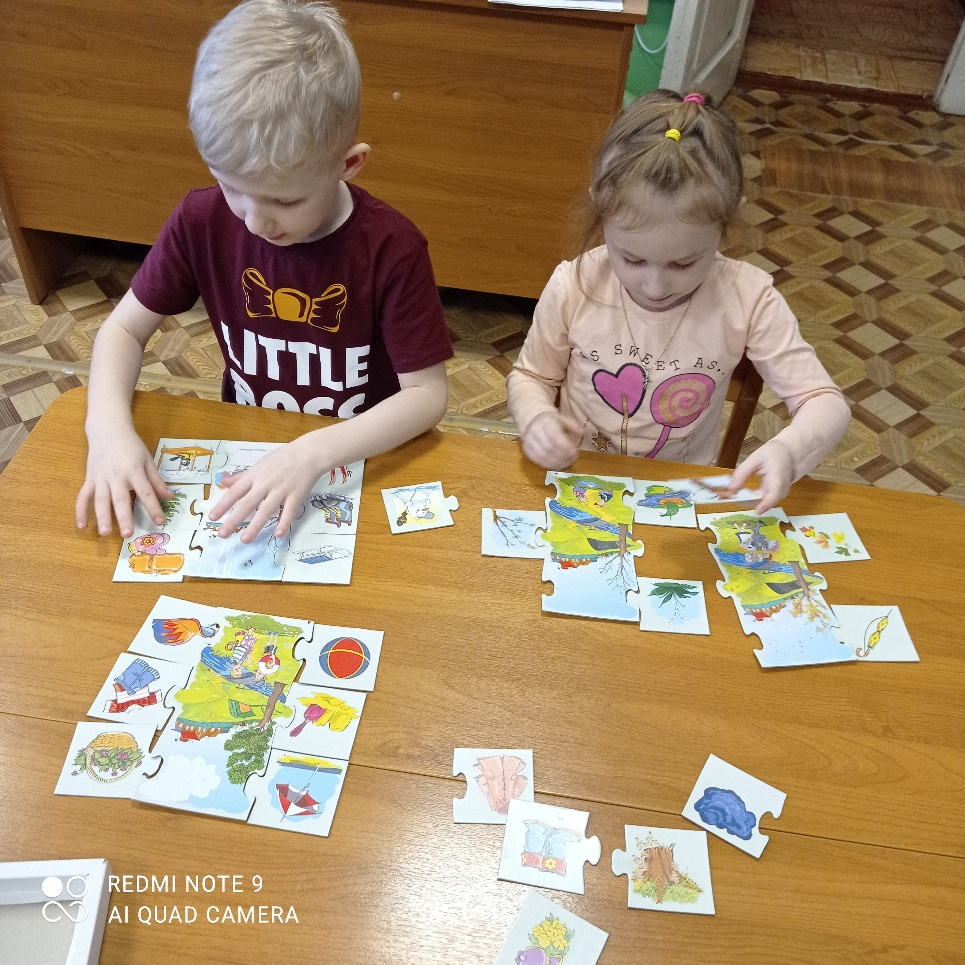 LITTLE
BOSS
AS SWEET AS..
REDMI NOTE 9
AI QUAD CAMERA